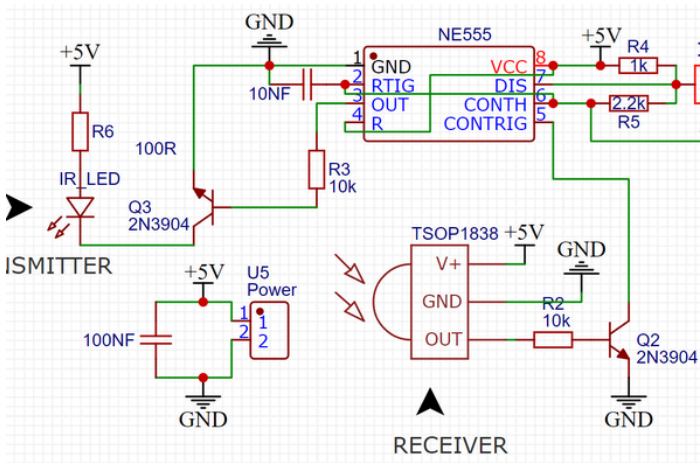 GND
NE555
+5V
+5V
R4
1k
1
GND
VCC
8
2
RTIG
DIS
7
10NF
3
OUT
CONTH
6
2.2k
4
R
CONTRIG
5
R5
R6
100R
R3
10k
IR_LED
Q3
2N3904
TSOP1838
+5V
NSMITTER
GND
+5V
U5
Power
V+
GND
R2
10k
1
1
2
2
100NF
OUT
Q2
2N3904
GND
GND
RECEIVER